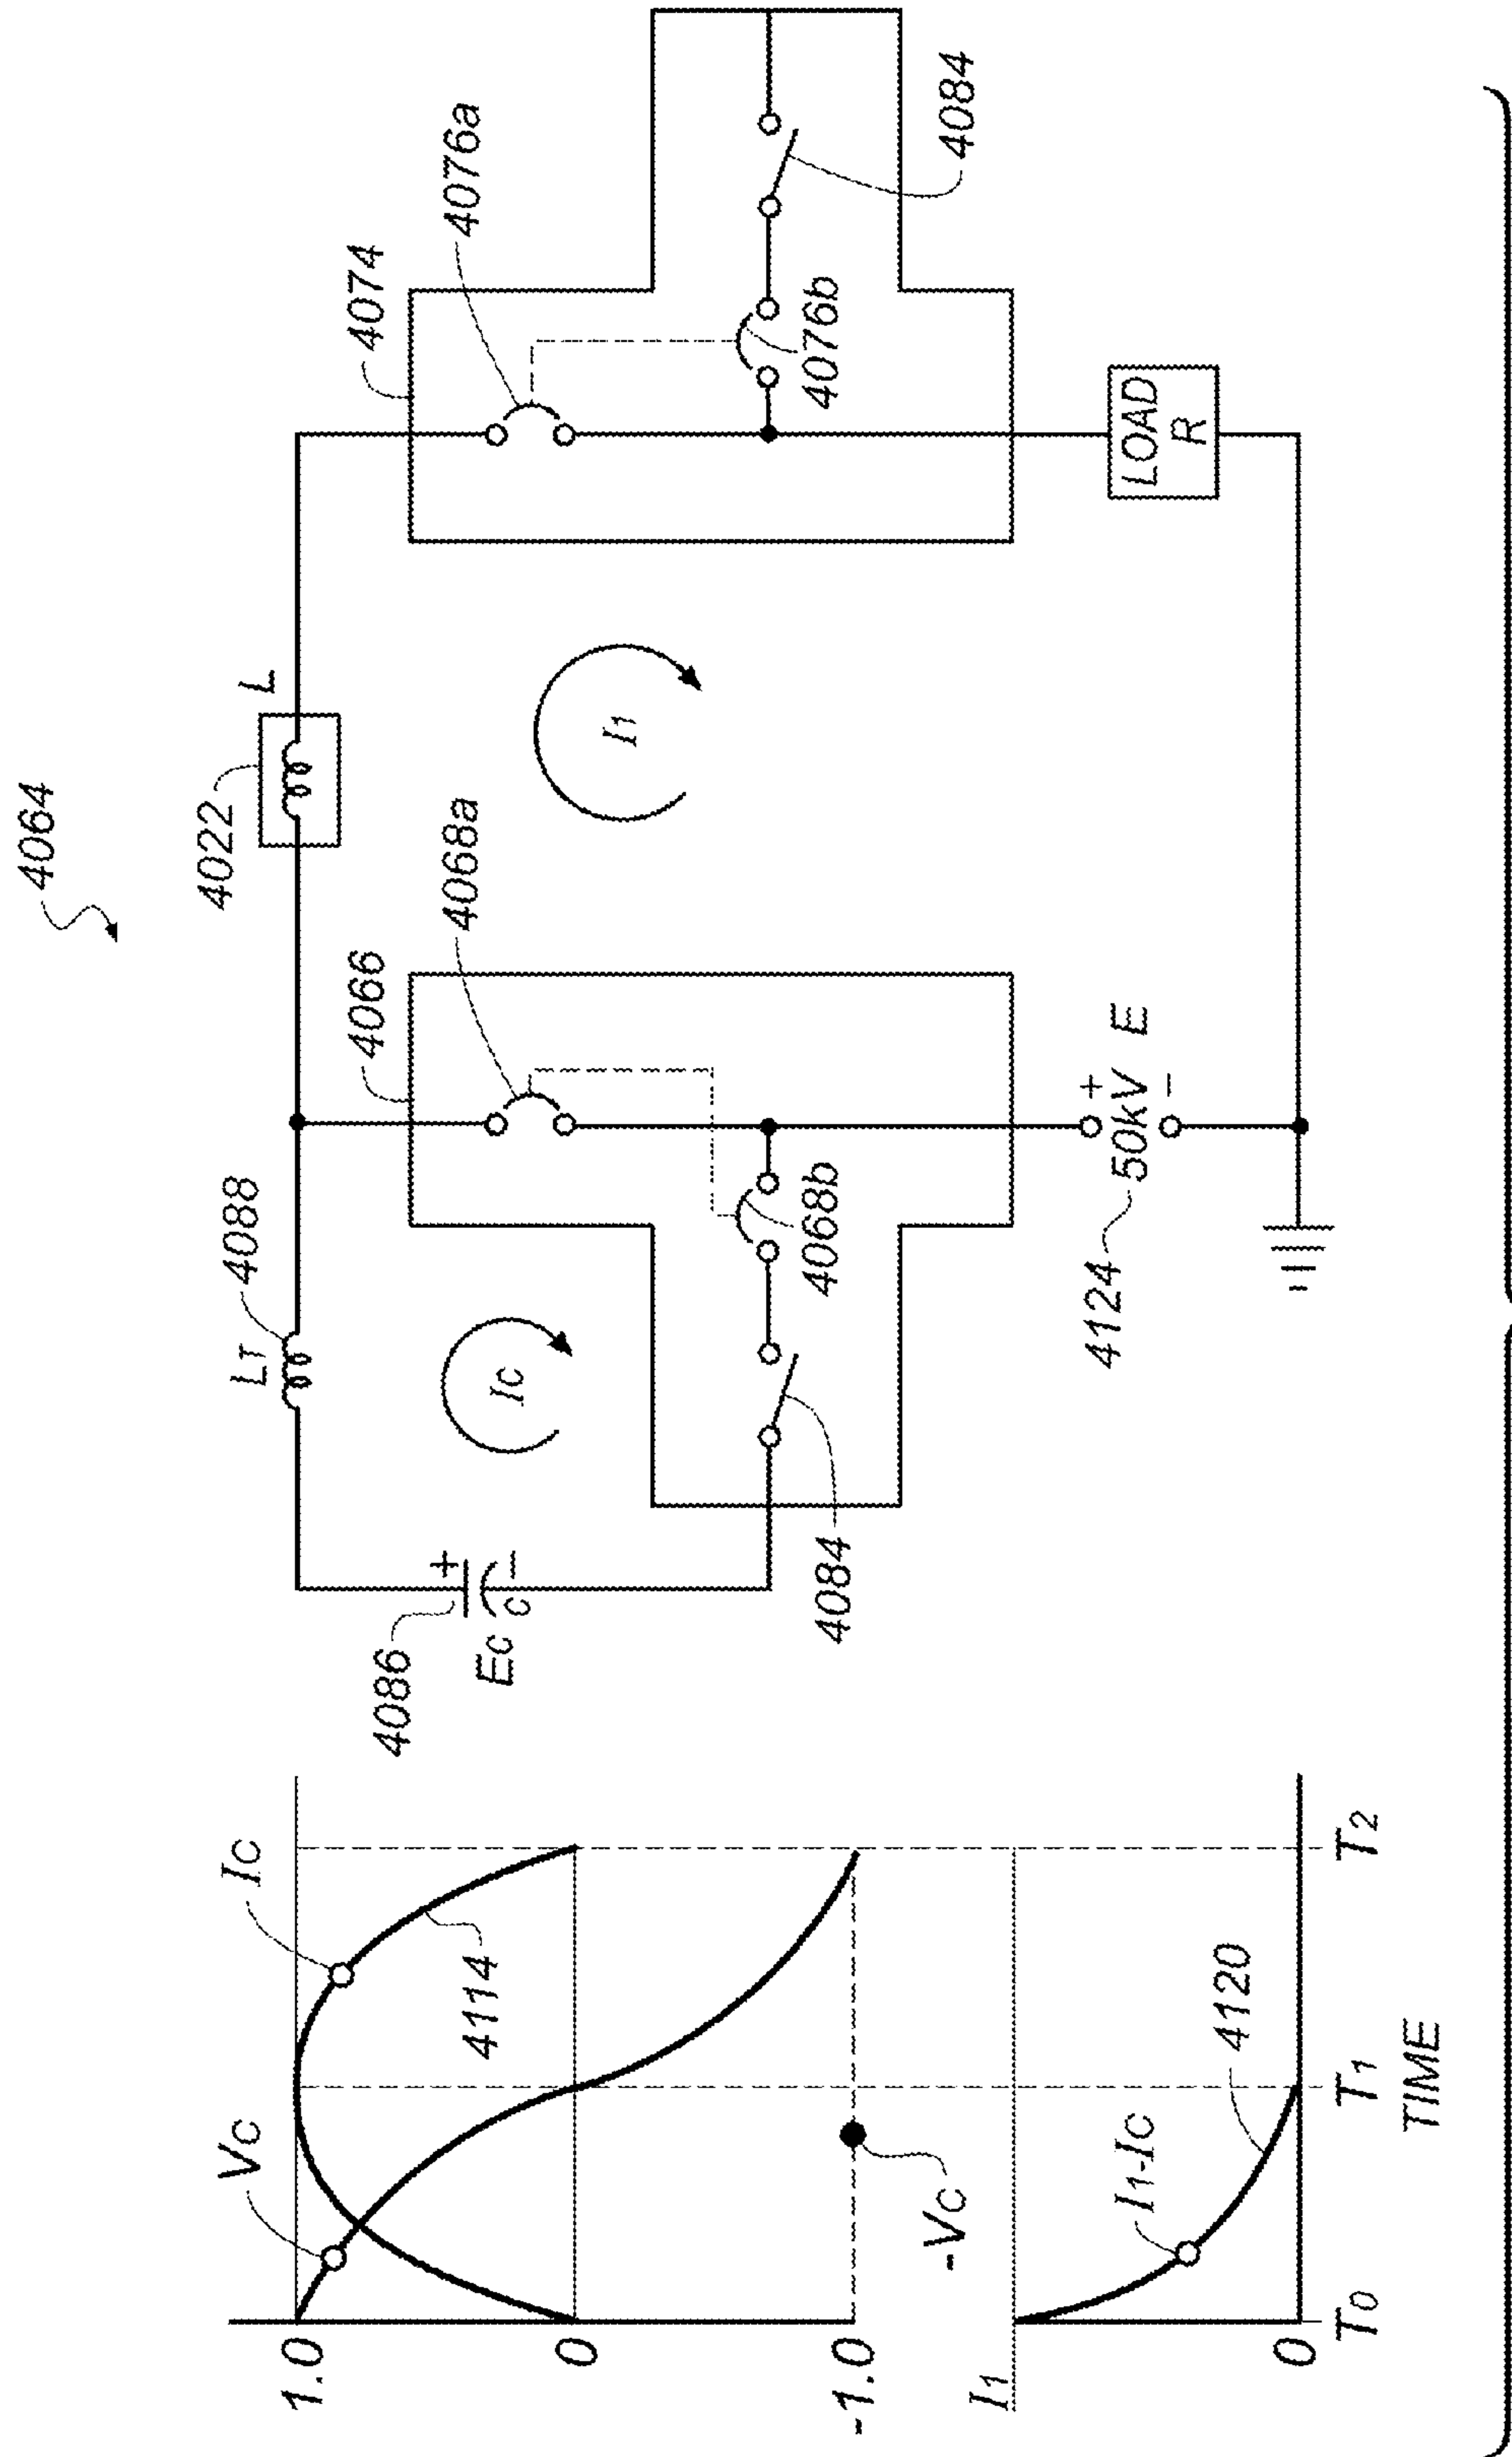 4064
VC
IC
1.0
4114
0
-1.0
-VC
I1
I1-IC
4120
0
T0
T1
T2
TIME
LT
4088
4022
L
4086
EC
C
+
−
IC
4066
4068a
4068b
4084
I1
4074
4076a
4076b
4084
4124
50kV
E
+
−
LOAD
R